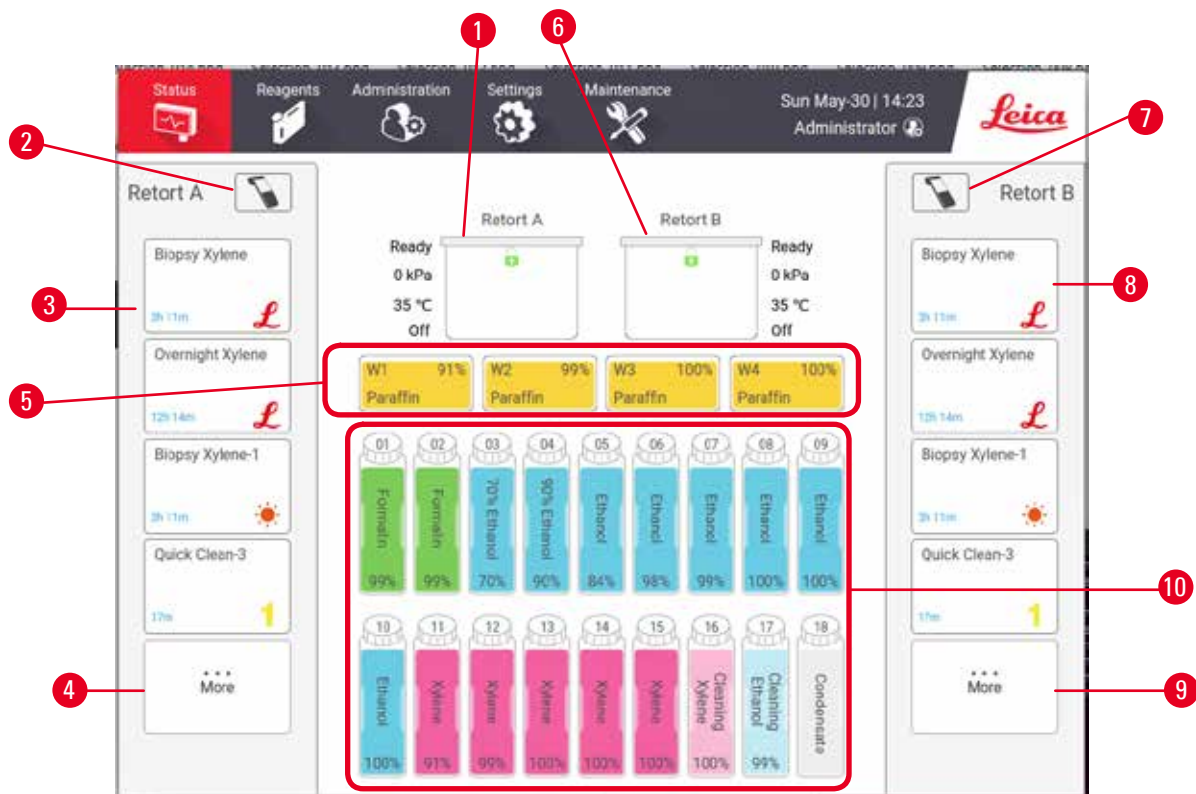 1
6
Status
Reagents
Administration
Settings
Maintenance
Sun May-30 | 14:23
Administrator
Leica
2
7
Retort A
Retort B
Retort A
Retort B
Ready
0 kPa
35 °C
Off
Ready
0 kPa
35 °C
Off
3
Biopsy Xylene
3h 11m
L
Overnight Xylene
12h 14m
L
Biopsy Xylene-1
3h 11m
Quick Clean-3
17m
1
... More
4
5
W1 91%
Paraffin
W2 99%
Paraffin
W3 100%
Paraffin
W4 100%
Paraffin
01 Formalin 99%
02 Formalin 99%
03 70% Ethanol 70%
04 90% Ethanol 90%
05 Ethanol 84%
06 Ethanol 98%
07 Ethanol 99%
08 Ethanol 100%
09 Ethanol 100%
10 Ethanol 100%
11 Xylene 91%
12 Xylene 99%
13 Xylene 100%
14 Xylene 100%
15 Xylene 100%
16 Cleaning Xylene 100%
17 Cleaning Ethanol 99%
18 Condensate
Biopsy Xylene
3h 11m
L
8
Overnight Xylene
12h 14m
L
Biopsy Xylene-1
3h 11m
Quick Clean-3
17m
1
... More
9
10